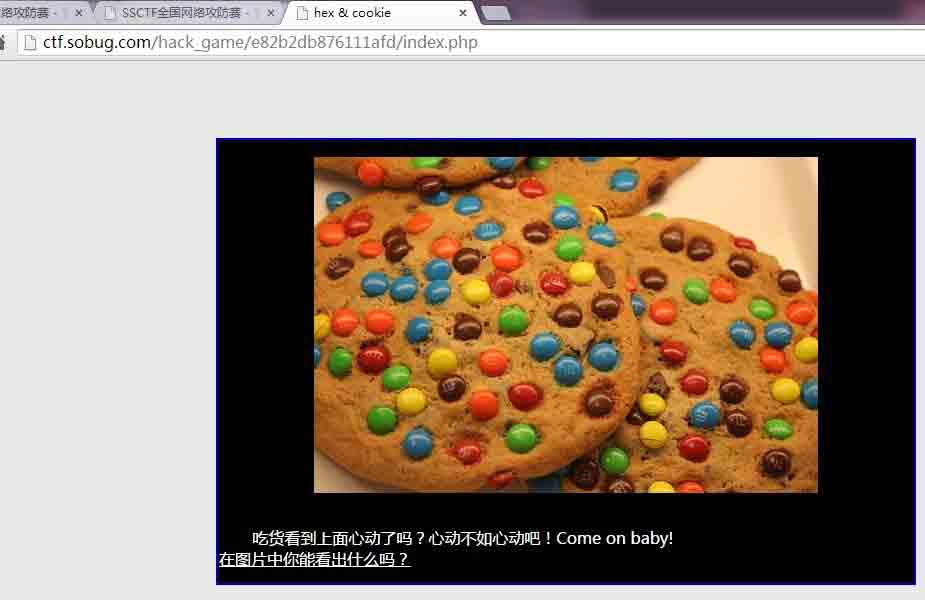 络攻防赛 -
SSCTF全国网络攻防赛 -
hex & cookie
ctf.sobug.com/hack_game/e82b2db876111afd/index.php
吃货看到上面心动了吗？心动不如心动吧！Come on baby!
在图片中你能看出什么吗？